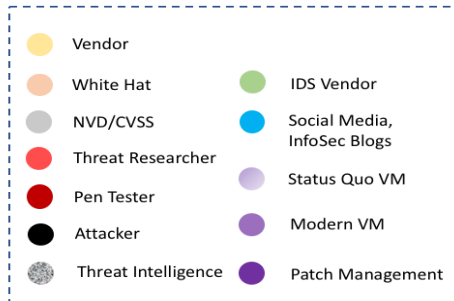 Vendor
White Hat
NVD/CVSS
Threat Researcher
Pen Tester
Attacker
Threat Intelligence
IDS Vendor
Social Media,
InfoSec Blogs
Status Quo VM
Modern VM
Patch Management